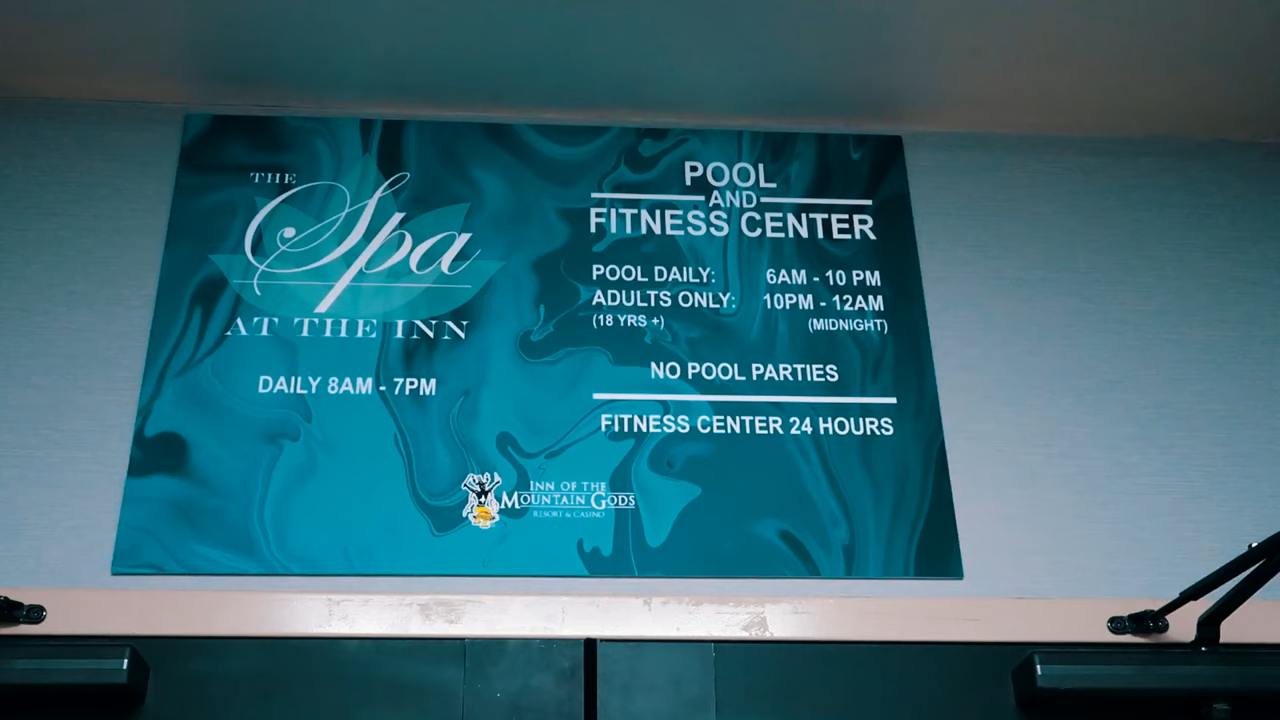 THE
Spa
AT THE INN
DAILY 8AM - 7PM
POOL
AND
FITNESS CENTER
POOL DAILY: 6AM - 10 PM
ADULTS ONLY: 10PM - 12AM
(18 YRS +) (MIDNIGHT)
NO POOL PARTIES
FITNESS CENTER 24 HOURS
INN OF THE
MOUNTAIN GODS
RESORT & CASINO